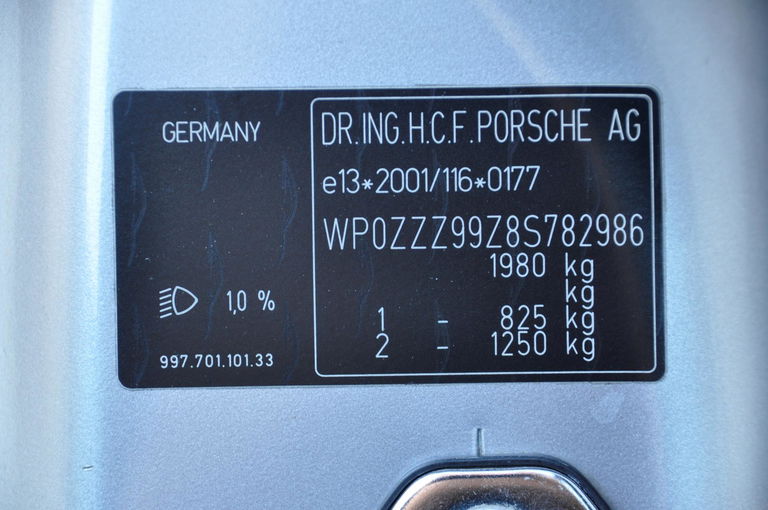 GERMANY
DR.ING.H.C.F.PORSCHE AG
e13*2001/116*0177
WP0ZZZ99Z8S782986
1980 kg
kg
1 - 825 kg
2 - 1250 kg
1,0 %
997.701.101.33